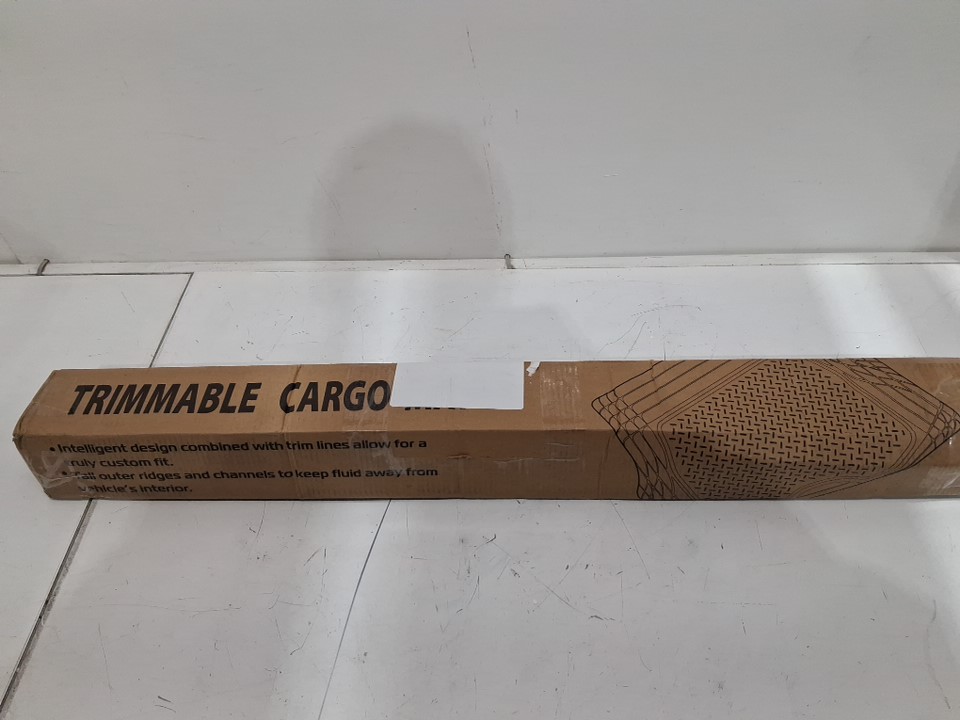 TRIMMABLE CARGO
• Intelligent design combined with trim lines allow for a
truly custom fit.
• Tall outer ridges and channels to keep fluid away from
vehicle's interior.